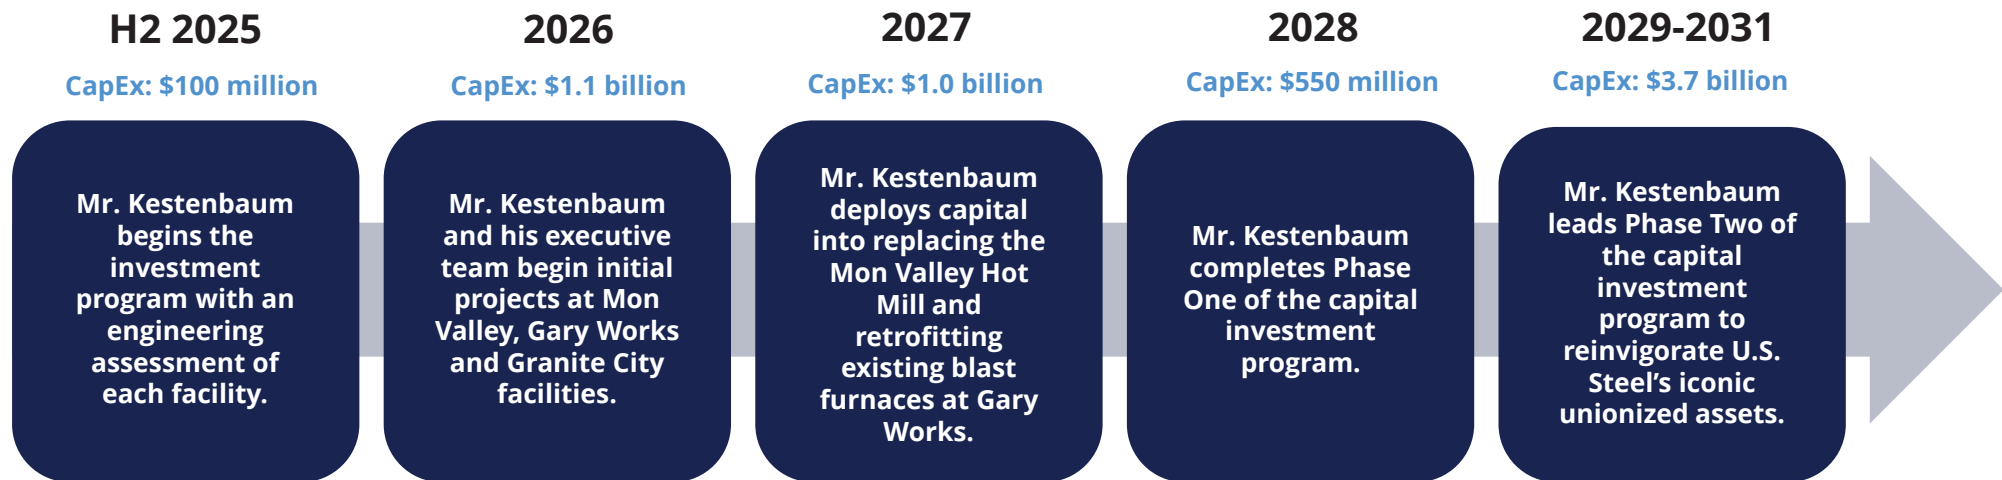 H2 2025
CapEx: $100 million
Mr. Kestenbaum
begins the
investment
program with an
engineering
assessment of
each facility.
2026
CapEx: $1.1 billion
Mr. Kestenbaum
and his executive
team begin initial
projects at Mon
Valley, Gary Works
and Granite City
facilities.
2027
CapEx: $1.0 billion
Mr. Kestenbaum
deploys capital
into replacing the
Mon Valley Hot
Mill and
retrofitting
existing blast
furnaces at Gary
Works.
2028
CapEx: $550 million
Mr. Kestenbaum
completes Phase
One of the capital
investment
program.
2029-2031
CapEx: $3.7 billion
Mr. Kestenbaum
leads Phase Two of
the capital
investment
program to
reinvigorate U.S.
Steel’s iconic
unionized assets.